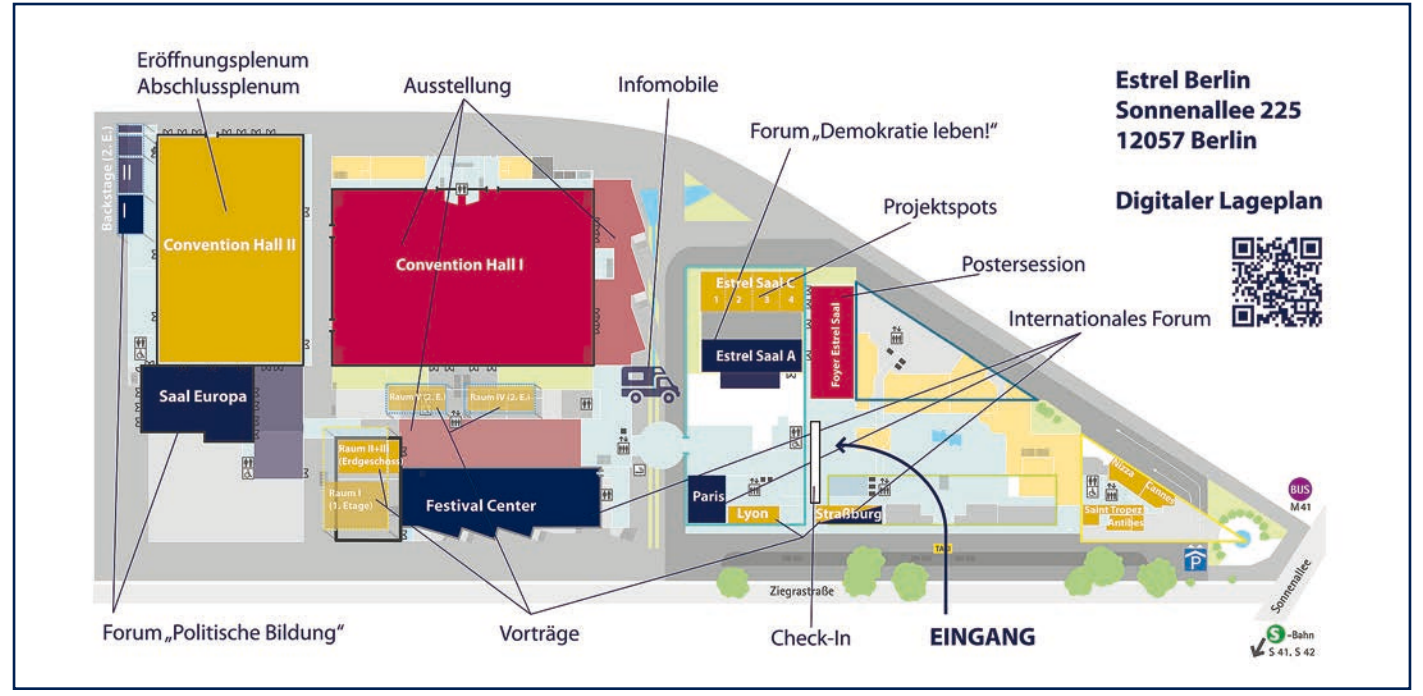 Eröffnungsplenum
Abschlussplenum
Ausstellung
Infomobile
Forum „Demokratie leben!“
Projektspots
Postersession
Internationales Forum
Estrel Berlin
Sonnenallee 225
12057 Berlin
Digitaler Lageplan
Backstage (2. E.)
II
I
Convention Hall II
Convention Hall I
Estrel Saal C
1 2 3 4
Estrel Saal A
Foyer Estrel Saal
Saal Europa
Raum V (2. E.)
Raum IV (2. E.)
Raum II+III
(Erdgeschoss)
Raum I
(1. Etage)
Festival Center
Paris
Lyon
Straßburg
Nizza
Cannes
Saint Tropez
Antibes
BUS
M41
TAXI
P
Ziegrastraße
Sonnenallee
Forum „Politische Bildung“
Vorträge
Check-In
EINGANG
S -Bahn
S 41, S 42